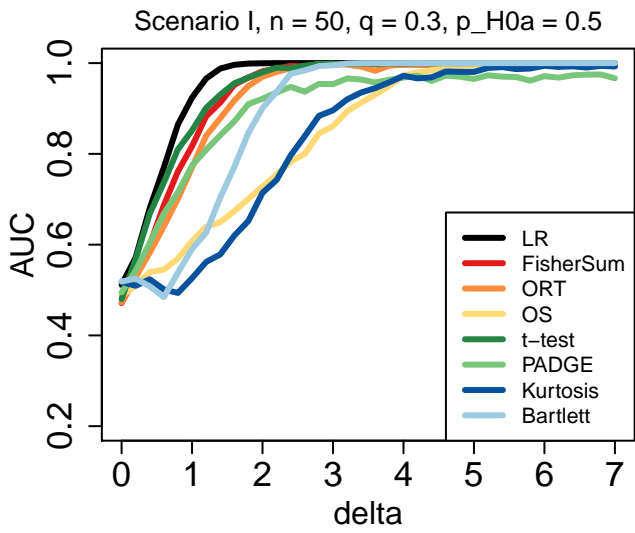 Scenario I, n = 50, q = 0.3, p_H0a = 0.5
AUC
1.0
0.8
0.6
0.4
0.2
LR
FisherSum
ORT
OS
t−test
PADGE
Kurtosis
Bartlett
0 1 2 3 4 5 6 7
delta